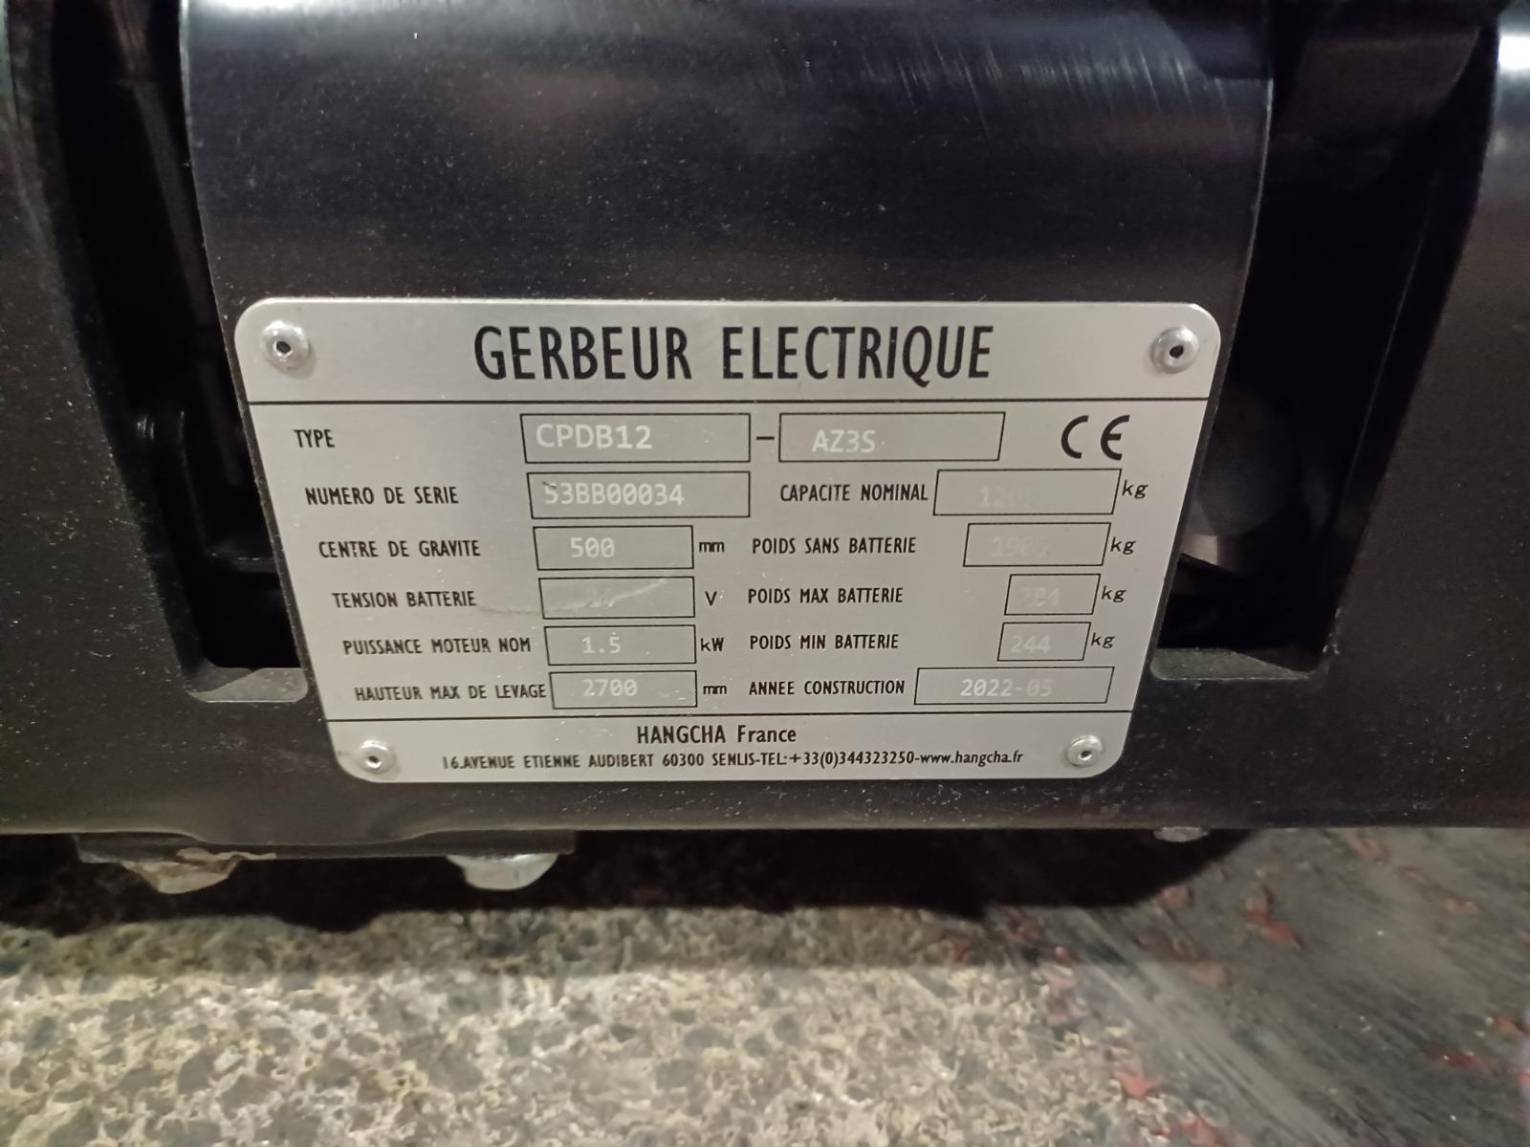 GERBEUR ELECTRIQUE
TYPE CPDB12 - AZ3S CE
NUMERO DE SERIE 53BB00034 CAPACITE NOMINAL kg
CENTRE DE GRAVITE 500 mm POIDS SANS BATTERIE kg
TENSION BATTERIE V POIDS MAX BATTERIE kg
PUISSANCE MOTEUR NOM 1.5 kW POIDS MIN BATTERIE 244 kg
HAUTEUR MAX DE LEVAGE 2700 mm ANNEE CONSTRUCTION 2022-05
HANGCHA France
16.AVENUE ETIENNE AUDIBERT 60300 SENLIS-TEL:+33(0)344323250-www.hangcha.fr